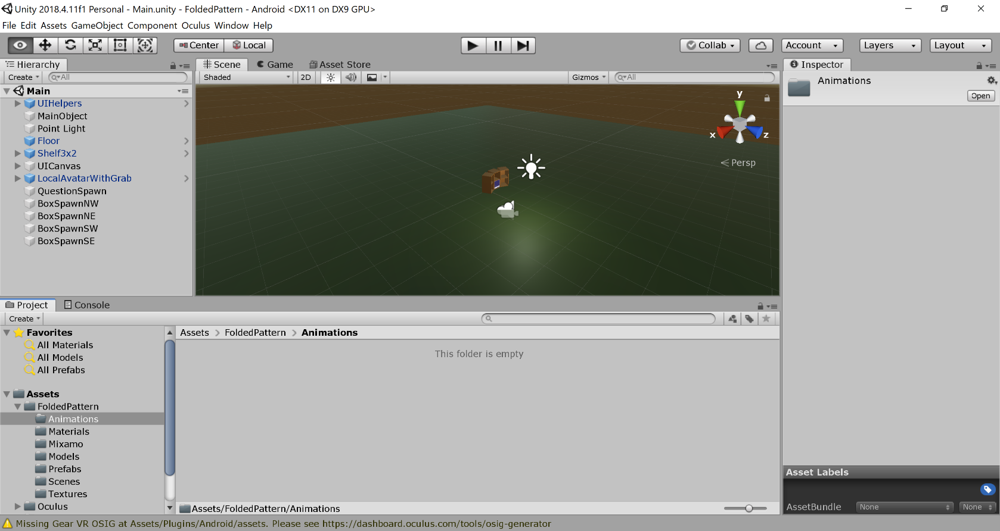 Unity 2018.4.11f1 Personal - Main.unity - FoldedPattern - Android <DX11 on DX9 GPU>
File Edit Assets GameObject Component Oculus Window Help
Center Local Collab Account Layers Layout
Hierarchy
Create All
Main
UIHelpers
MainObject
Point Light
Floor
Shelf3x2
UICanvas
LocalAvatarWithGrab
QuestionSpawn
BoxSpawnNW
BoxSpawnNE
BoxSpawnSW
BoxSpawnSE
Scene Game Asset Store
Shaded 2D Gizmos All
y
x z
Persp
Inspector
Animations
Open
Project Console
Create
Favorites
All Materials
All Models
All Prefabs
Assets
FoldedPattern
Animations
Materials
Mixamo
Models
Prefabs
Scenes
Textures
Oculus
Assets > FoldedPattern > Animations
This folder is empty
Assets/FoldedPattern/Animations
Asset Labels
AssetBundle None None
Missing Gear VR OSIG at Assets/Plugins/Android/assets. Please see https://dashboard.oculus.com/tools/osig-generator